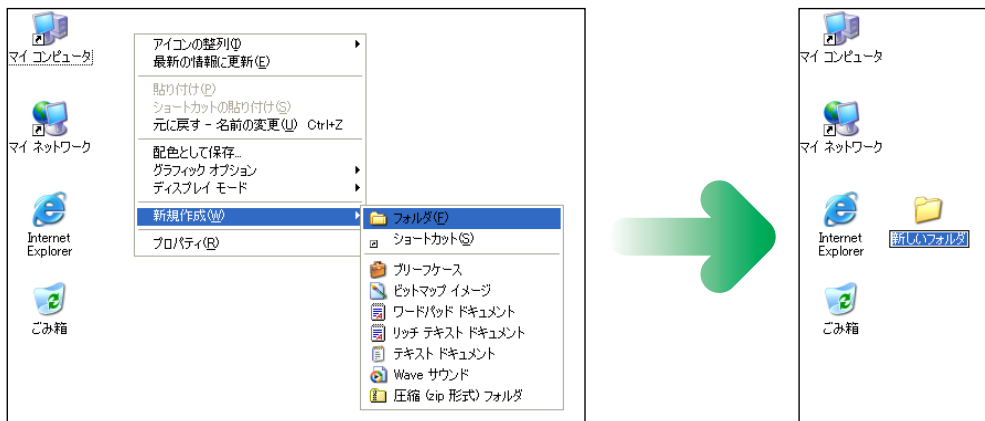 マイ コンピュータ
マイ ネットワーク
Internet
Explorer
ごみ箱
アイコンの整列(I)
最新の情報に更新(E)
貼り付け(P)
ショートカットの貼り付け(S)
元に戻す - 名前の変更(U) Ctrl+Z
配色として保存...
グラフィック オプション
ディスプレイ モード
新規作成(W)
プロパティ(R)
フォルダ(F)
ショートカット(S)
ブリーフケース
ビットマップ イメージ
ワードパッド ドキュメント
リッチ テキスト ドキュメント
テキスト ドキュメント
Wave サウンド
圧縮 (zip 形式) フォルダ
マイ コンピュータ
マイ ネットワーク
Internet
Explorer
新しいフォルダ
ごみ箱